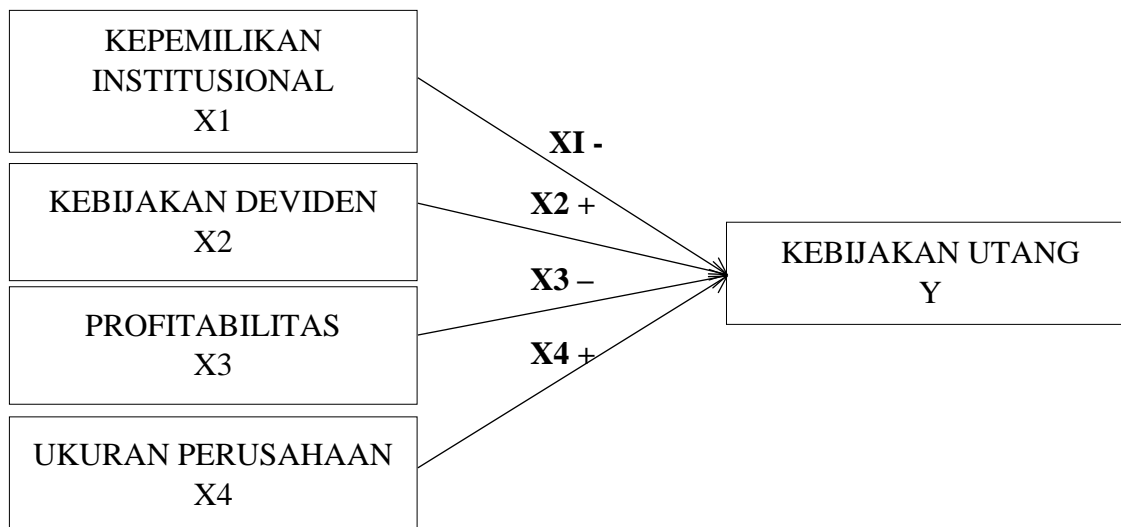 KEPEMILIKAN
INSTITUSIONAL
X1
KEBIJAKAN DEVIDEN
X2
PROFITABILITAS
X3
UKURAN PERUSAHAAN
X4
XI -
X2 +
X3 –
X4 +
KEBIJAKAN UTANG
Y